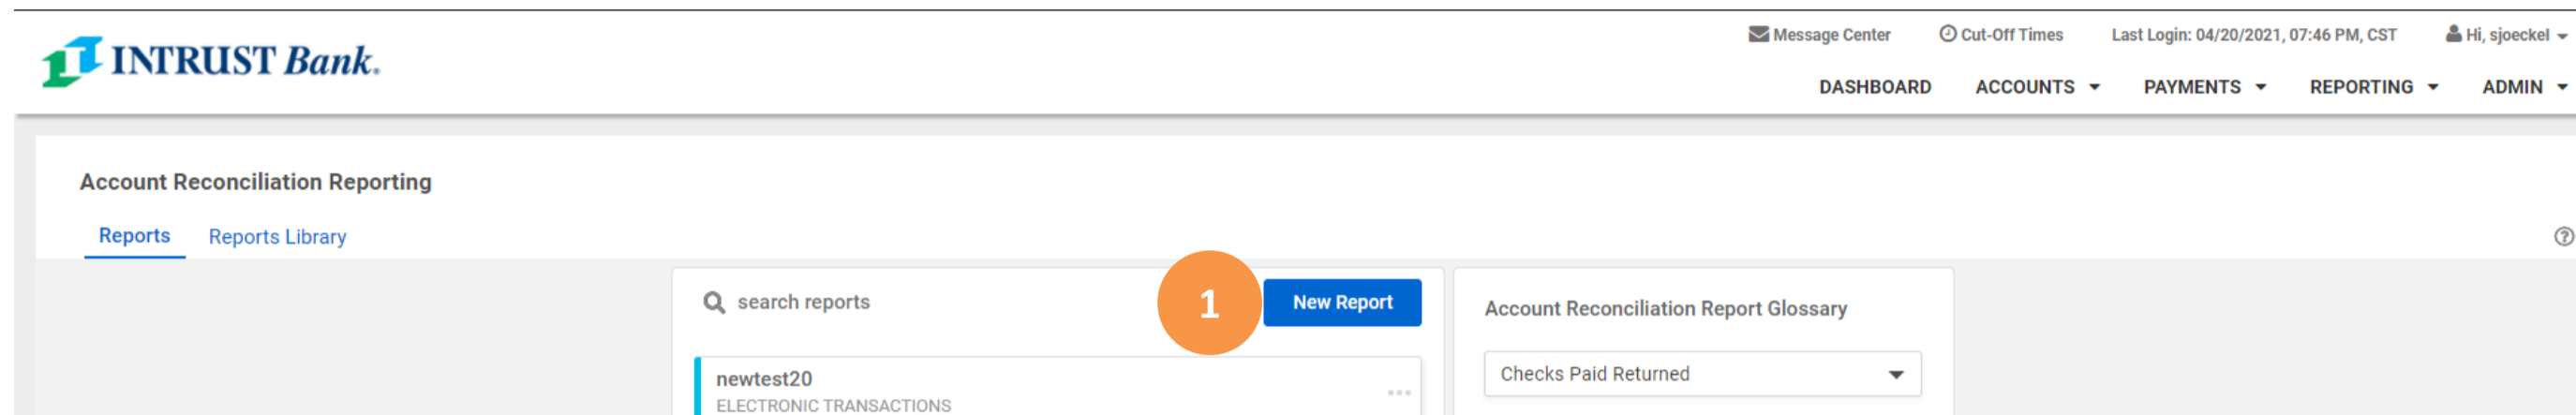 INTRUST Bank.
Message Center Cut-Off Times Last Login: 04/20/2021, 07:46 PM, CST Hi, sjoeckel
DASHBOARD ACCOUNTS PAYMENTS REPORTING ADMIN
Account Reconciliation Reporting
Reports Reports Library
search reports 1 New Report
newtest20
ELECTRONIC TRANSACTIONS
Account Reconciliation Report Glossary
Checks Paid Returned